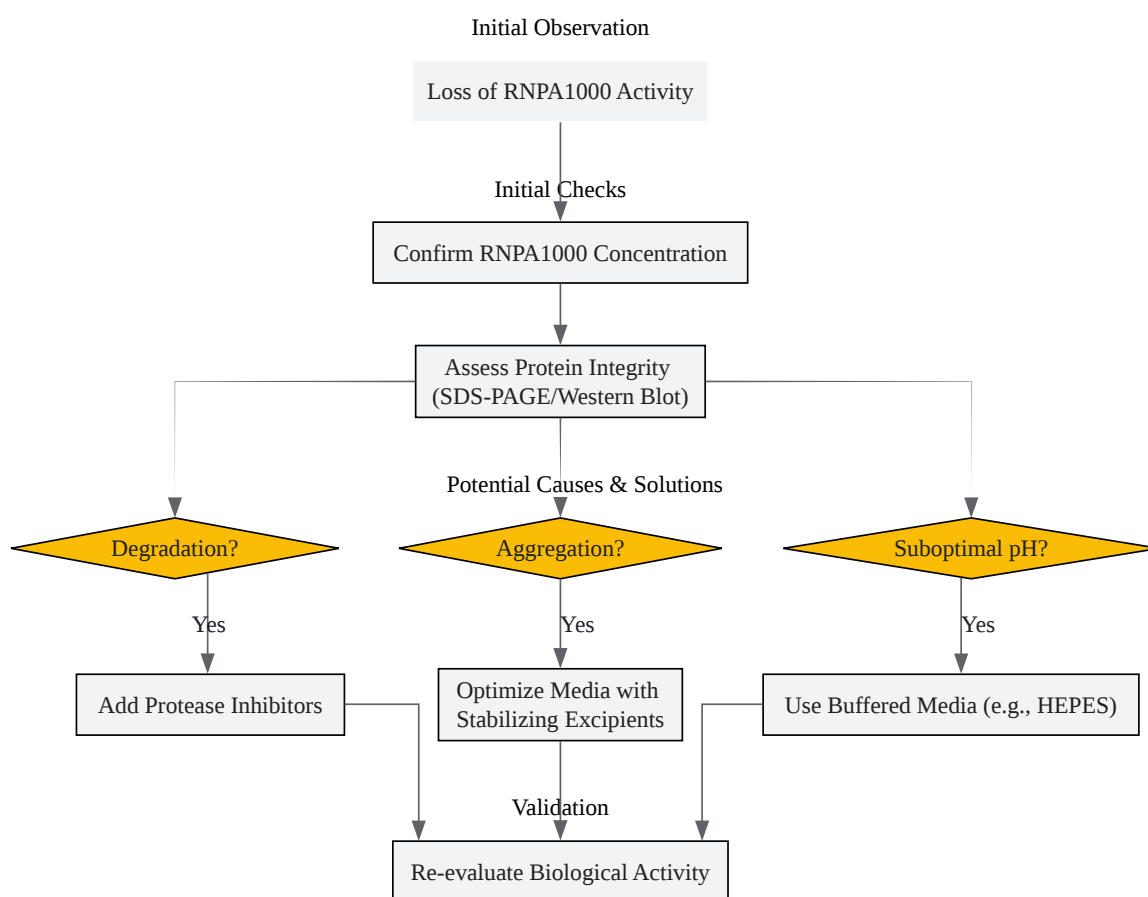 Initial Observation
Loss of RNPA1000 Activity
Initial Checks
Confirm RNPA1000 Concentration
Assess Protein Integrity
(SDS-PAGE/Western Blot)
Potential Causes & Solutions
Degradation?
Aggregation?
Suboptimal pH?
Yes
Yes
Yes
Add Protease Inhibitors
Optimize Media with
Stabilizing Excipients
Use Buffered Media (e.g., HEPES)
Validation
Re-evaluate Biological Activity